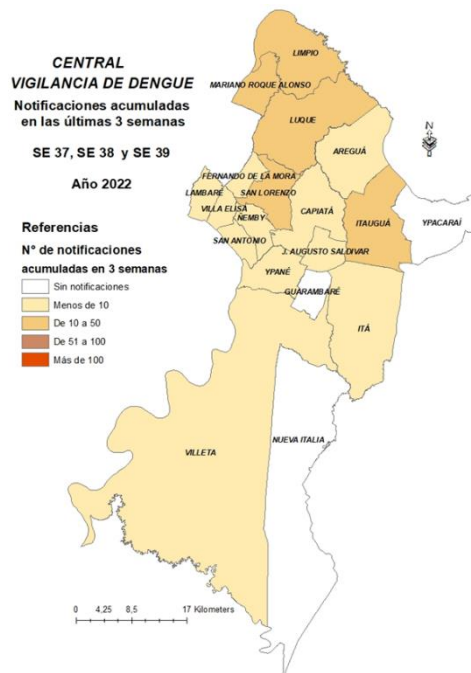 CENTRAL
VIGILANCIA DE DENGUE
Notificaciones acumuladas
en las últimas 3 semanas
SE 37, SE 38 y SE 39
Año 2022
Referencias
N° de notificaciones
acumuladas en 3 semanas
Sin notificaciones
Menos de 10
De 10 a 50
De 51 a 100
Más de 100
LIMPIO
MARIANO ROQUE ALONSO
LUQUE
N
AREGUÁ
FERNANDO DE LA MORA
LAMBARÉ
SAN LORENZO
VILLA ELISA
CAPIATÁ
ÑEMBY
ITAUGUÁ
YPACARAÍ
SAN ANTONIO
J. AUGUSTO SALDIVAR
YPANÉ
GUARAMBARÉ
ITÁ
NUEVA ITALIA
VILLETA
0 4,25 8,5 17 Kilometers